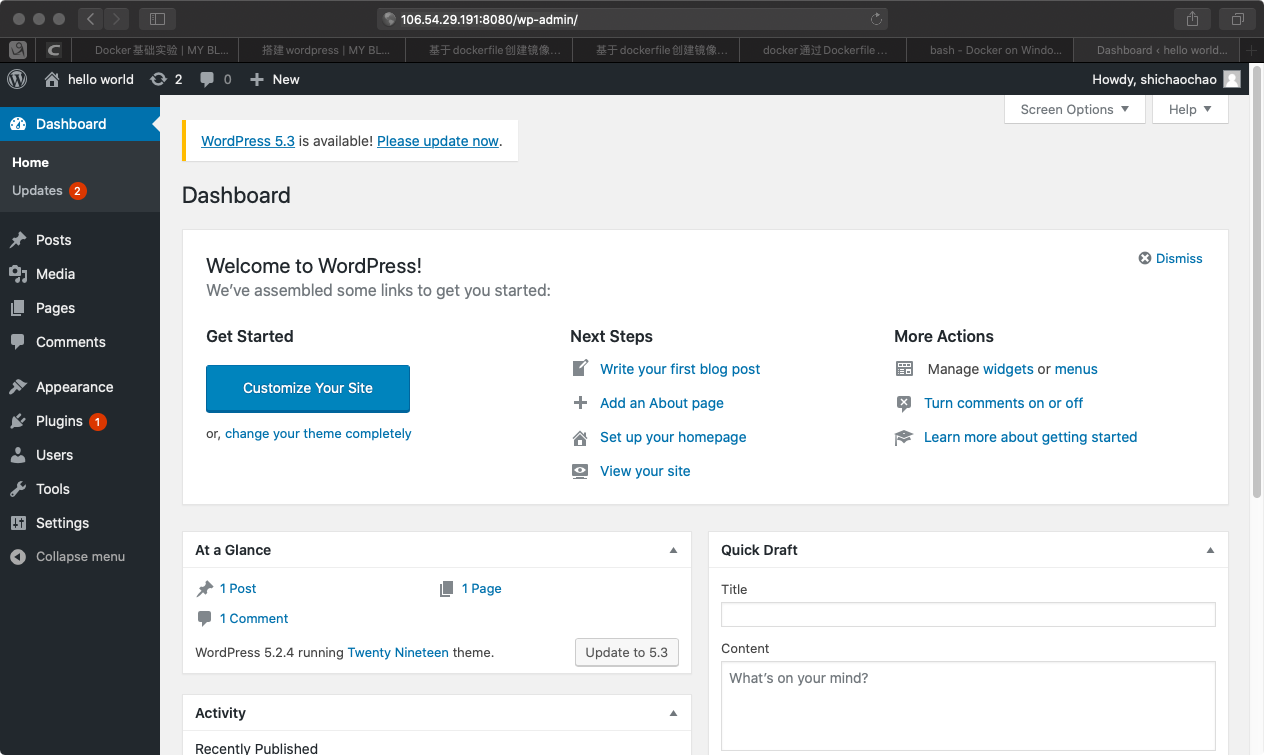 106.54.29.191:8080/wp-admin/
Docker基础实验 | MY BL...
搭建wordpress | MY BL...
基于dockerfile创建镜像...
基于dockerfile创建镜像...
docker通过Dockerfile...
bash - Docker on Windo...
Dashboard ‹ hello world...
hello world
2
0
New
Howdy, shichaochao
Dashboard
Home
Updates 2
Posts
Media
Pages
Comments
Appearance
Plugins 1
Users
Tools
Settings
Collapse menu
Screen Options
Help
WordPress 5.3 is available! Please update now.
Dashboard
Welcome to WordPress!
Dismiss
We've assembled some links to get you started:
Get Started
Customize Your Site
or, change your theme completely
Next Steps
Write your first blog post
Add an About page
Set up your homepage
View your site
More Actions
Manage widgets or menus
Turn comments on or off
Learn more about getting started
At a Glance
1 Post
1 Page
1 Comment
WordPress 5.2.4 running Twenty Nineteen theme.
Update to 5.3
Activity
Recently Published
Quick Draft
Title
Content
What's on your mind?